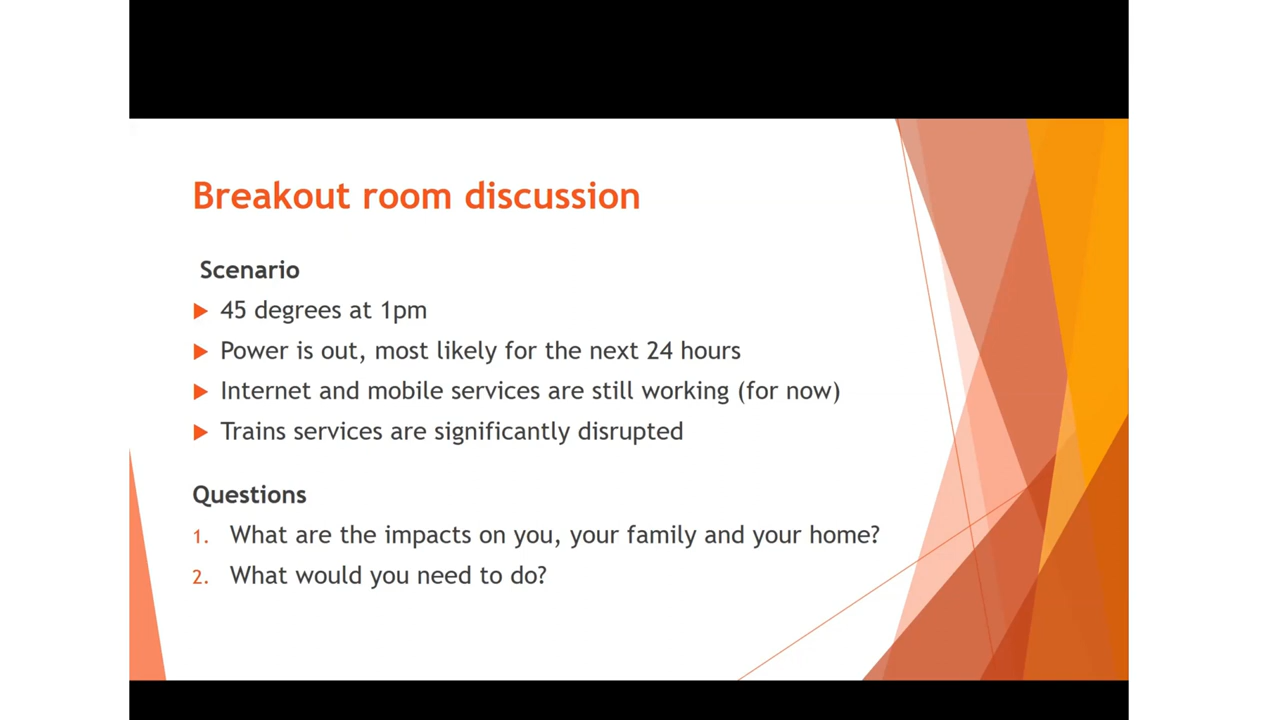 Breakout room discussion
Scenario
45 degrees at 1pm
Power is out, most likely for the next 24 hours
Internet and mobile services are still working (for now)
Trains services are significantly disrupted
Questions
1. What are the impacts on you, your family and your home?
2. What would you need to do?